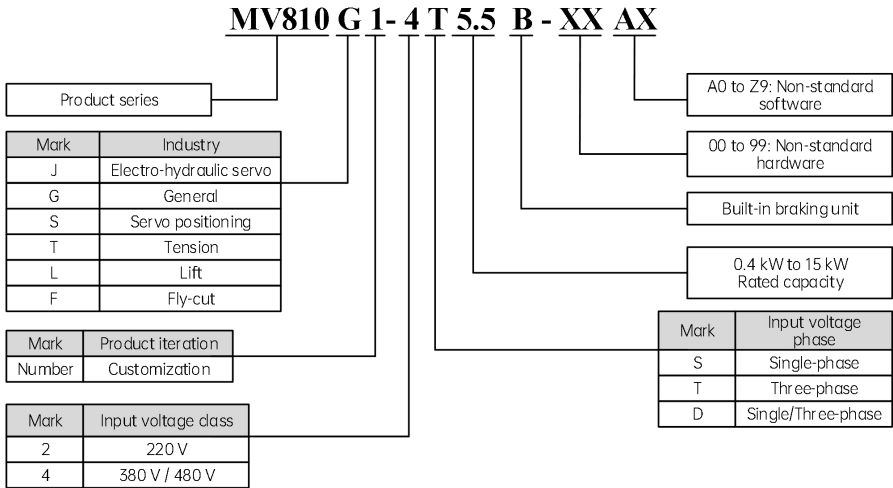 MV810 G 1- 4 T 5.5 B - XX AX
Product series
Mark Industry
J Electro-hydraulic servo
G General
S Servo positioning
T Tension
L Lift
F Fly-cut
Mark Product iteration
Number Customization
Mark Input voltage class
2 220 V
4 380 V / 480 V
A0 to Z9: Non-standard
software
00 to 99: Non-standard
hardware
Built-in braking unit
0.4 kW to 15 kW
Rated capacity
Mark Input voltage
phase
S Single-phase
T Three-phase
D Single/Three-phase